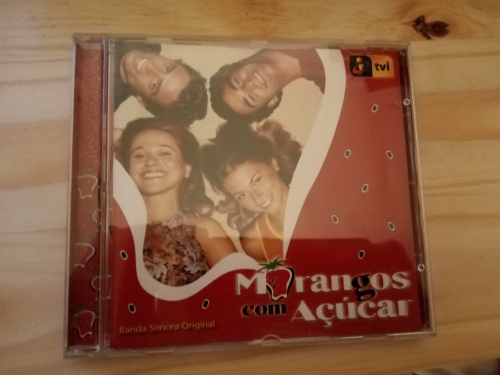 tvi
Morangos
com Açúcar
Banda Sonora Original